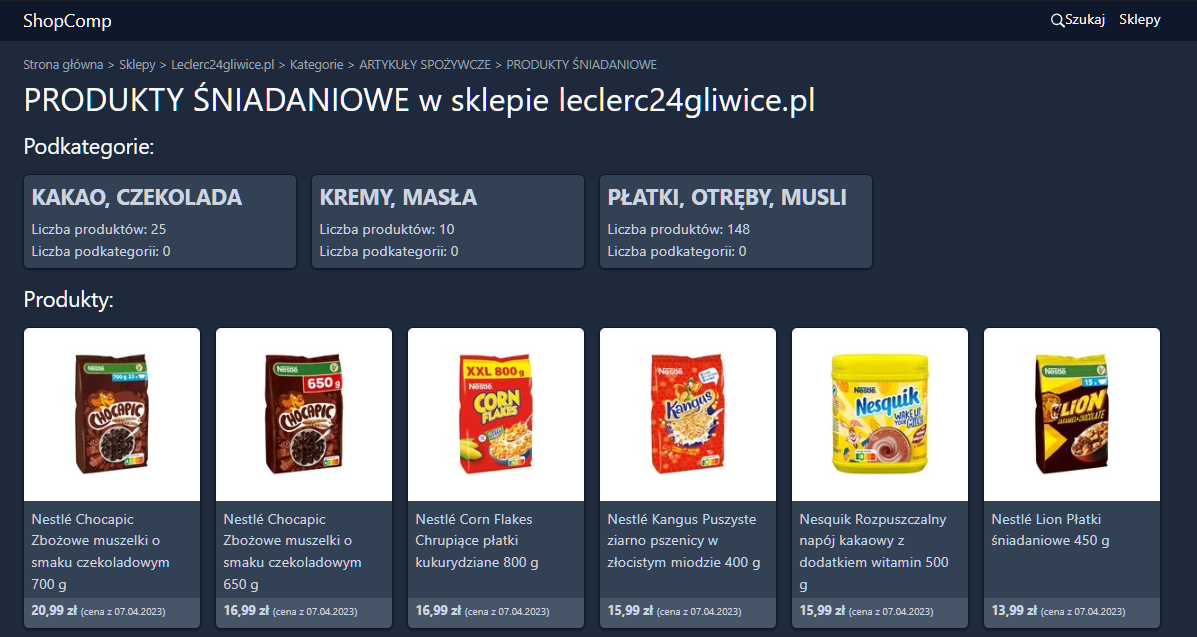 ShopComp
Szukaj Sklepy
Strona główna > Sklepy > Leclerc24gliwice.pl > Kategorie > ARTYKUŁY SPOŻYWCZE > PRODUKTY ŚNIADANIOWE
PRODUKTY ŚNIADANIOWE w sklepie leclerc24gliwice.pl
Podkategorie:
KAKAO, CZEKOLADA
Liczba produktów: 25
Liczba podkategorii: 0
KREMY, MASŁA
Liczba produktów: 10
Liczba podkategorii: 0
PŁATKI, OTRĘBY, MUSLI
Liczba produktów: 148
Liczba podkategorii: 0
Produkty:
Nestlé
700 g
CHOCAPIC
Nestlé Chocapic
Zbożowe muszelki o
smaku czekoladowym
700 g
20,99 zł (cena z 07.04.2023)
Nestlé
650 g
CHOCAPIC
Nestlé Chocapic
Zbożowe muszelki o
smaku czekoladowym
650 g
16,99 zł (cena z 07.04.2023)
XXL 800g
Nestlé
CORN
FLAKES
Nestlé Corn Flakes
Chrupiące płatki
kukurydziane 800 g
16,99 zł (cena z 07.04.2023)
Nestlé
Kangus
Nestlé Kangus Puszyste
ziarno pszenicy w
złocistym miodzie 400 g
15,99 zł (cena z 07.04.2023)
Nestlé
Nesquik
WAKE UP
YOUR MILK!
Nesquik Rozpuszczalny
napój kakaowy z
dodatkiem witamin 500
g
15,99 zł (cena z 07.04.2023)
Nestlé
15x
LION
CARAMEL & CHOCOLATE
Nestlé Lion Płatki
śniadaniowe 450 g
13,99 zł (cena z 07.04.2023)